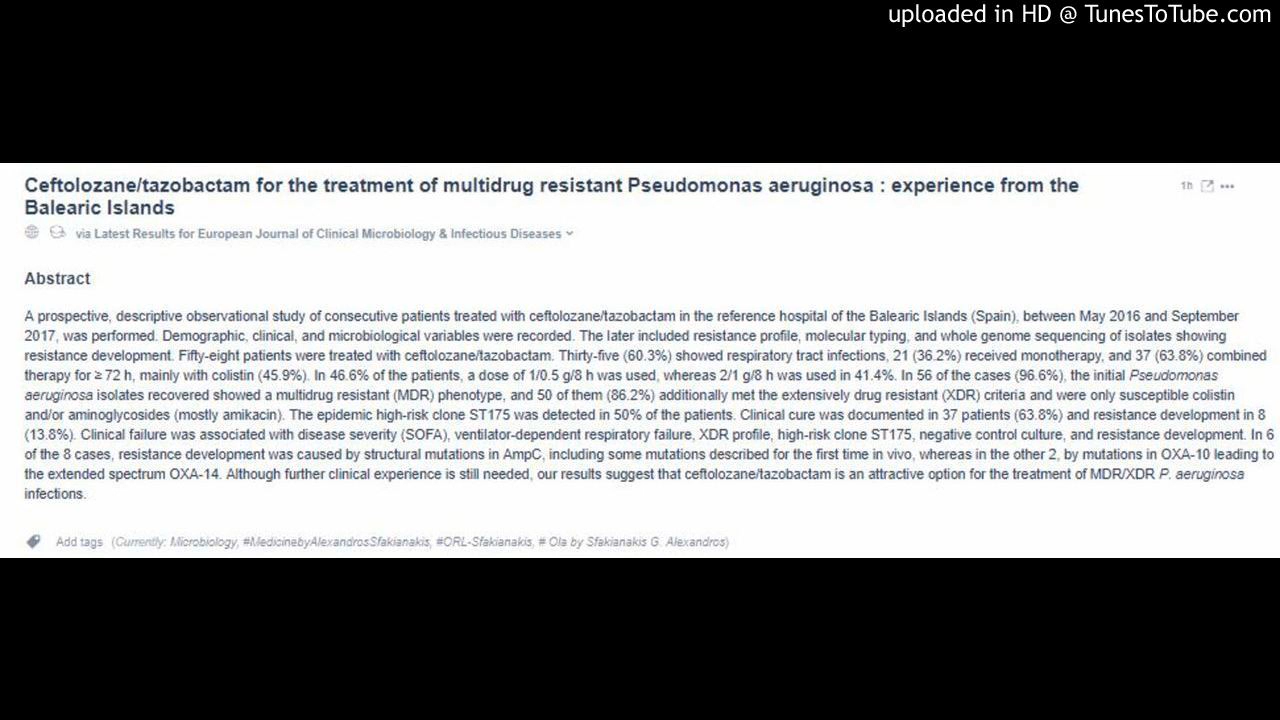 uploaded in HD @ TunesToTube.com
Ceftolozane/tazobactam for the treatment of multidrug resistant Pseudomonas aeruginosa : experience from the
Balearic Islands
1h
via Latest Results for European Journal of Clinical Microbiology & Infectious Diseases
Abstract
A prospective, descriptive observational study of consecutive patients treated with ceftolozane/tazobactam in the reference hospital of the Balearic Islands (Spain), between May 2016 and September
2017, was performed. Demographic, clinical, and microbiological variables were recorded. The later included resistance profile, molecular typing, and whole genome sequencing of isolates showing
resistance development. Fifty-eight patients were treated with ceftolozane/tazobactam. Thirty-five (60.3%) showed respiratory tract infections, 21 (36.2%) received monotherapy, and 37 (63.8%) combined
therapy for ≥ 72 h, mainly with colistin (45.9%). In 46.6% of the patients, a dose of 1/0.5 g/8 h was used, whereas 2/1 g/8 h was used in 41.4%. In 56 of the cases (96.6%), the initial Pseudomonas
aeruginosa isolates recovered showed a multidrug resistant (MDR) phenotype, and 50 of them (86.2%) additionally met the extensively drug resistant (XDR) criteria and were only susceptible colistin
and/or aminoglycosides (mostly amikacin). The epidemic high-risk clone ST175 was detected in 50% of the patients. Clinical cure was documented in 37 patients (63.8%) and resistance development in 8
(13.8%). Clinical failure was associated with disease severity (SOFA), ventilator-dependent respiratory failure, XDR profile, high-risk clone ST175, negative control culture, and resistance development. In 6
of the 8 cases, resistance development was caused by structural mutations in AmpC, including some mutations described for the first time in vivo, whereas in the other 2, by mutations in OXA-10 leading to
the extended spectrum OXA-14. Although further clinical experience is still needed, our results suggest that ceftolozane/tazobactam is an attractive option for the treatment of MDR/XDR P. aeruginosa
infections.
Add tags (Currently: Microbiology, #MedicinebyAlexandrosSfakianakis, #ORL-Sfakianakis, # Ola by Sfakianakis G. Alexandros)